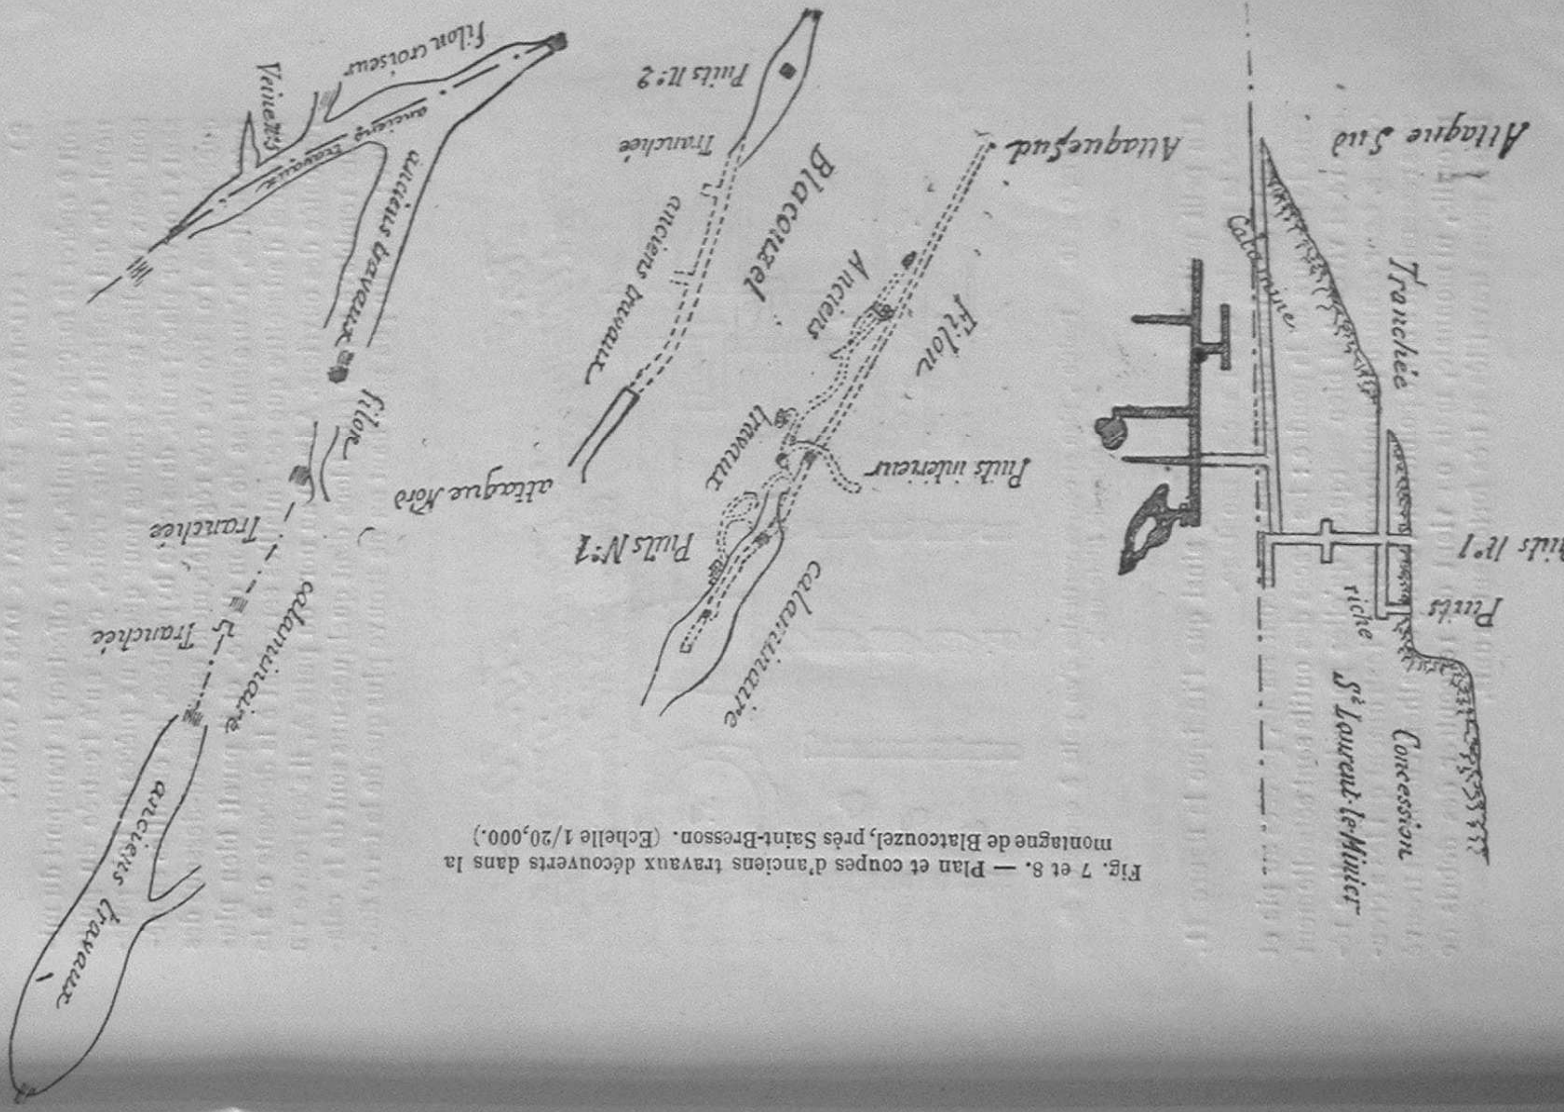 Fig. 7 et 8. — Plan et coupes d'anciens travaux découverts dans la
montagne de Blatcouzel, près Saint-Bresson. (Echelle 1/20,000.)
Concession
St Laurent-le-Minier
Puits
riche
Puits N°1
Tranchée
Calamine
Attaque Sud
calaminaire
Puits N°1
travaux
Puits intérieur
Filon
Anciens
Attaque Sud
Blacouzel
attaque Nord
anciens travaux
Tranchée
Puits N°2
anciens travaux
calaminaire
Tranchée
Tranchée
filon
anciens travaux
anciens travaux
Veine N°3
filon croiseur